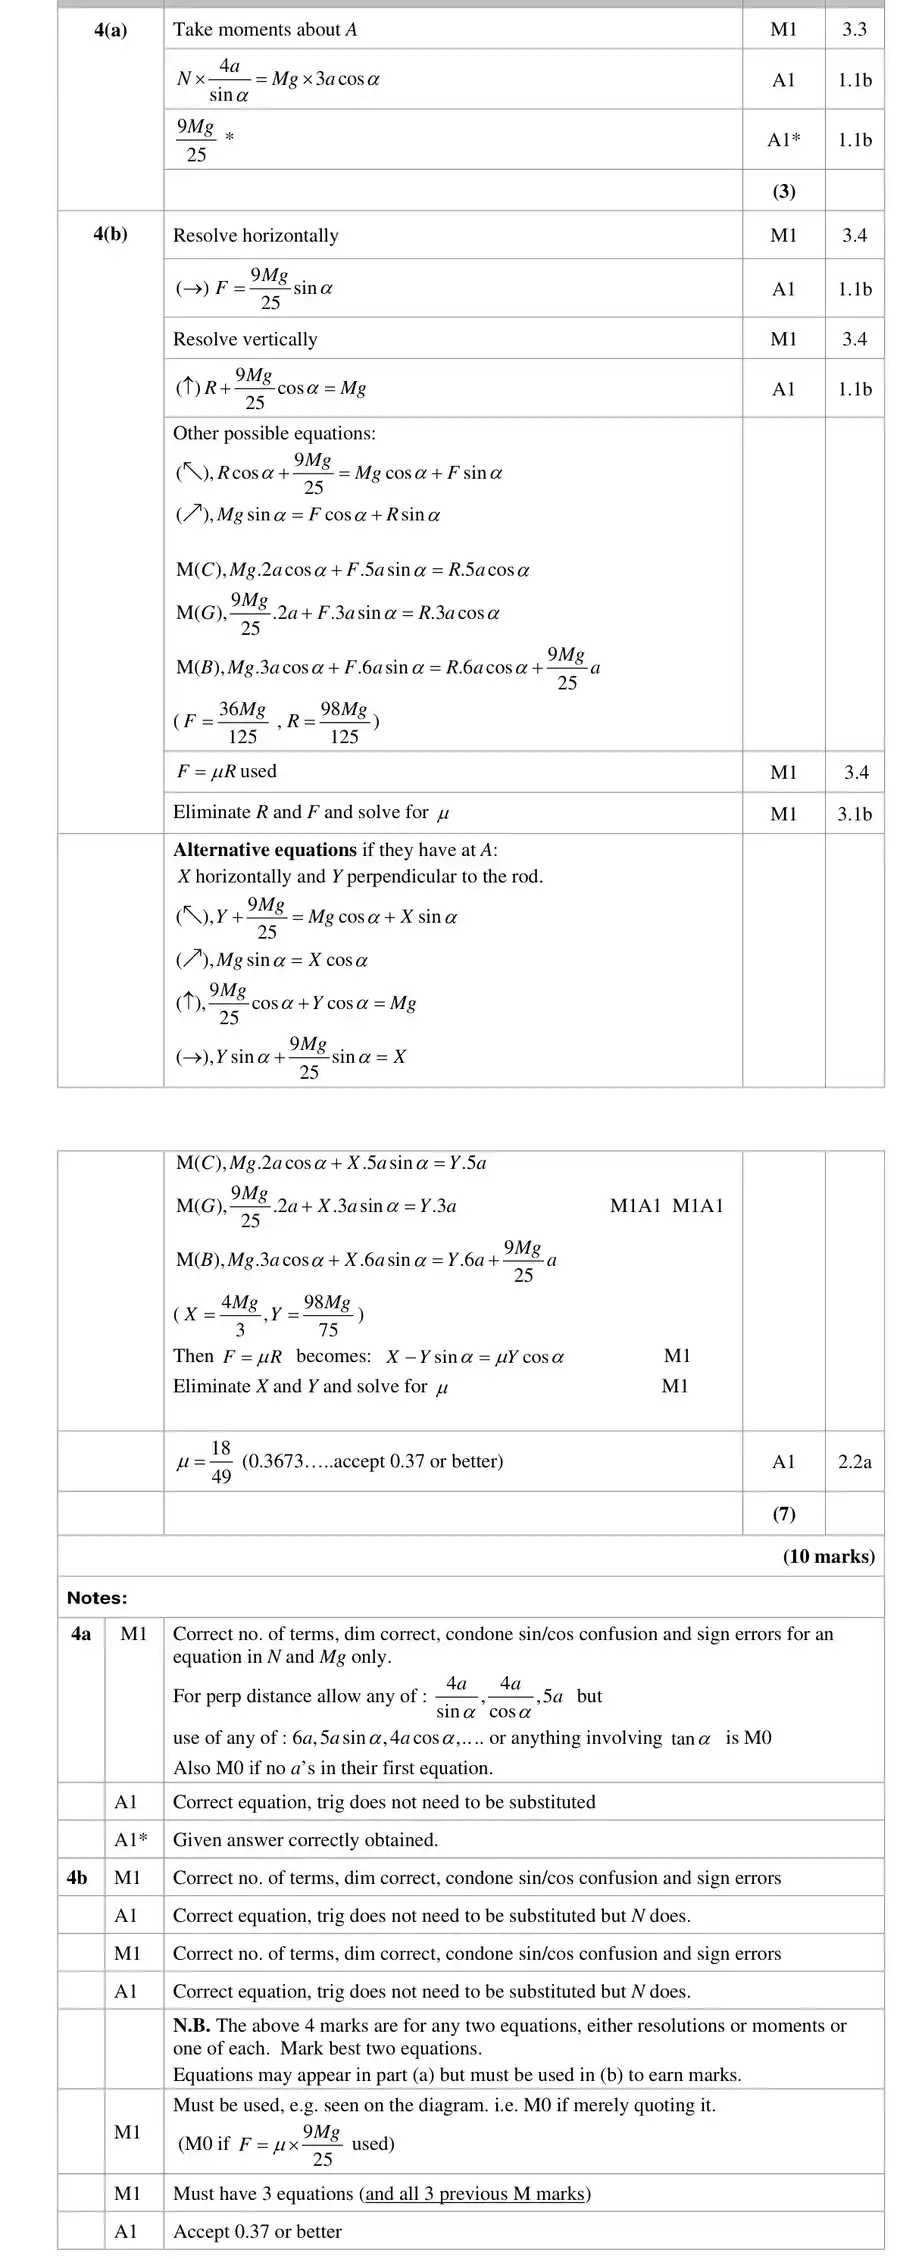 4(a) Take moments about A M1 3.3
N × 4a/sin α = Mg × 3a cos α A1 1.1b
9Mg/25 * A1* 1.1b
(3)
4(b) Resolve horizontally M1 3.4
(→) F = 9Mg/25 sin α A1 1.1b
Resolve vertically M1 3.4
(↑) R + 9Mg/25 cos α = Mg A1 1.1b
Other possible equations:
(↖), R cos α + 9Mg/25 = Mg cos α + F sin α
(↗), Mg sin α = F cos α + R sin α
M(C), Mg.2a cos α + F.5a sin α = R.5a cos α
M(G), 9Mg/25 .2a + F.3a sin α = R.3a cos α
M(B), Mg.3a cos α + F.6a sin α = R.6a cos α + 9Mg/25 a
( F = 36Mg/125 , R = 98Mg/125 )
F = μR used M1 3.4
Eliminate R and F and solve for μ M1 3.1b
Alternative equations if they have at A:
X horizontally and Y perpendicular to the rod.
(↖), Y + 9Mg/25 = Mg cos α + X sin α
(↗), Mg sin α = X cos α
(↑), 9Mg/25 cos α + Y cos α = Mg
(→), Y sin α + 9Mg/25 sin α = X
M(C), Mg.2a cos α + X.5a sin α = Y.5a
M(G), 9Mg/25 .2a + X.3a sin α = Y.3a M1A1 M1A1
M(B), Mg.3a cos α + X.6a sin α = Y.6a + 9Mg/25 a
( X = 4Mg/3 , Y = 98Mg/75 )
Then F = μR becomes: X − Y sin α = μY cos α M1
Eliminate X and Y and solve for μ M1
μ = 18/49 (0.3673…..accept 0.37 or better) A1 2.2a
(7)
(10 marks)
Notes:
4a M1 Correct no. of terms, dim correct, condone sin/cos confusion and sign errors for an
equation in N and Mg only.
For perp distance allow any of : 4a/sin α , 4a/cos α , 5a but
use of any of : 6a, 5a sin α, 4a cos α,.... or anything involving tan α is M0
Also M0 if no a's in their first equation.
A1 Correct equation, trig does not need to be substituted
A1* Given answer correctly obtained.
4b M1 Correct no. of terms, dim correct, condone sin/cos confusion and sign errors
A1 Correct equation, trig does not need to be substituted but N does.
M1 Correct no. of terms, dim correct, condone sin/cos confusion and sign errors
A1 Correct equation, trig does not need to be substituted but N does.
N.B. The above 4 marks are for any two equations, either resolutions or moments or
one of each. Mark best two equations.
Equations may appear in part (a) but must be used in (b) to earn marks.
M1 Must be used, e.g. seen on the diagram. i.e. M0 if merely quoting it.
(M0 if F = μ × 9Mg/25 used)
M1 Must have 3 equations (and all 3 previous M marks)
A1 Accept 0.37 or better